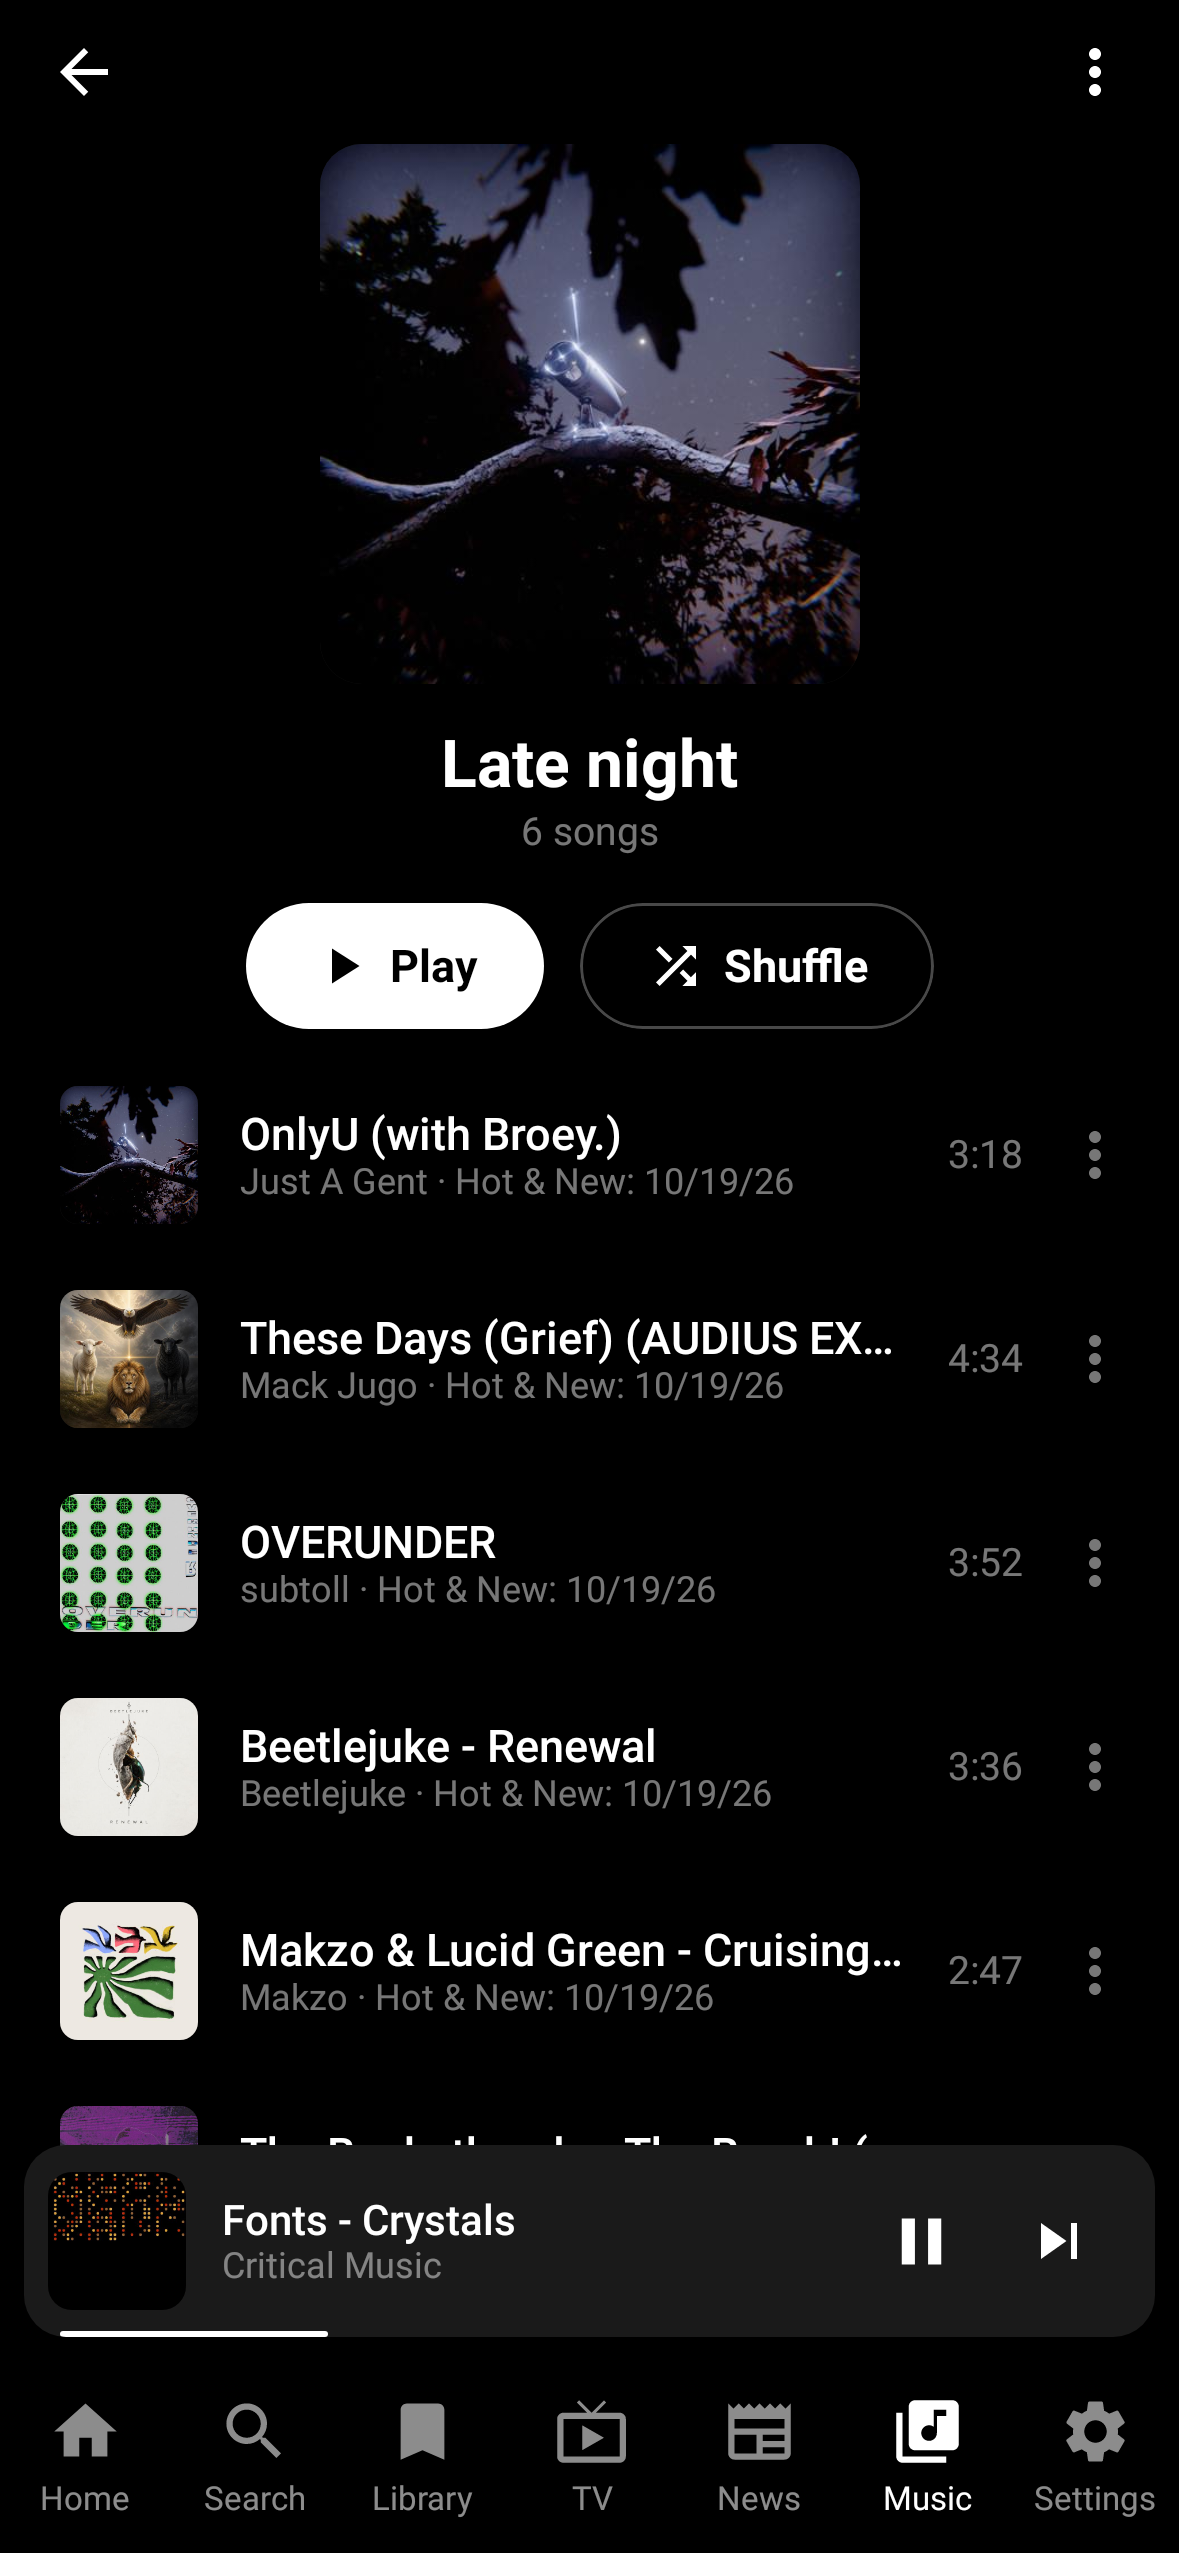 Late night
6 songs
Play
Shuffle
OnlyU (with Broey.)
3:18
Just A Gent · Hot & New: 10/19/26
These Days (Grief) (AUDIUS EX...
4:34
Mack Jugo · Hot & New: 10/19/26
OVERUNDER
3:52
subtoll · Hot & New: 10/19/26
BEETLEJUKE
RENEWAL
Beetlejuke - Renewal
3:36
Beetlejuke · Hot & New: 10/19/26
Makzo & Lucid Green - Cruising...
2:47
Makzo · Hot & New: 10/19/26
Fonts - Crystals
Critical Music
Home
Search
Library
TV
News
Music
Settings